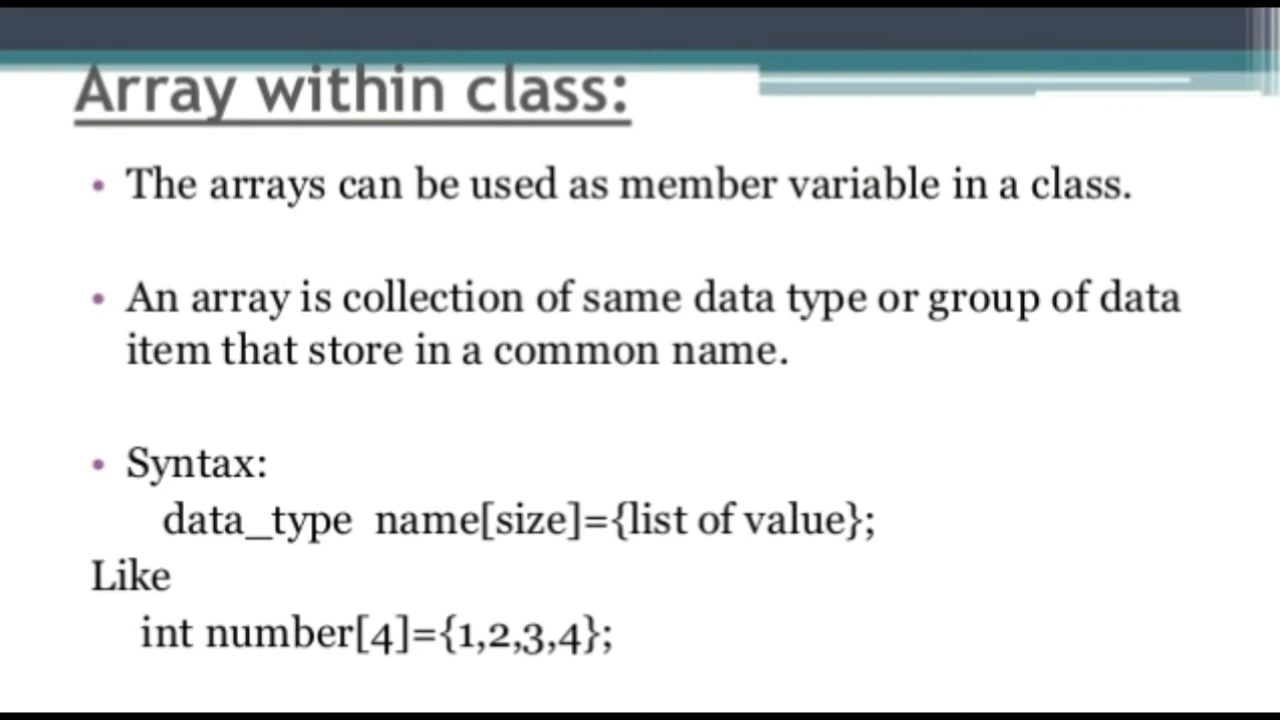 Array within class:
• The arrays can be used as member variable in a class.
• An array is collection of same data type or group of data
item that store in a common name.
• Syntax:
data_type name[size]={list of value};
Like
int number[4]={1,2,3,4};